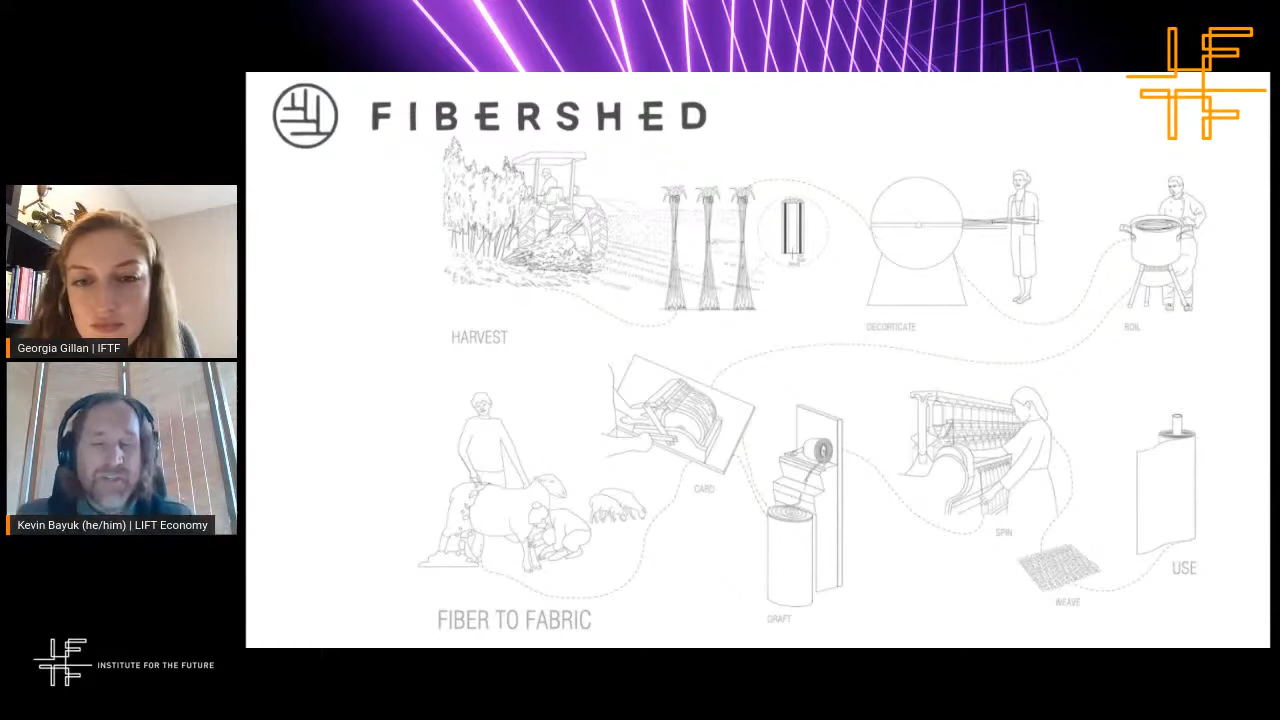 FIBERSHED
HARVEST
DECORTICATE
BOIL
Georgia Gillan | IFTF
CARD
Kevin Bayuk (he/him) | LIFT Economy
SPIN
USE
WEAVE
FIBER TO FABRIC
DRAFT
INSTITUTE FOR THE FUTURE